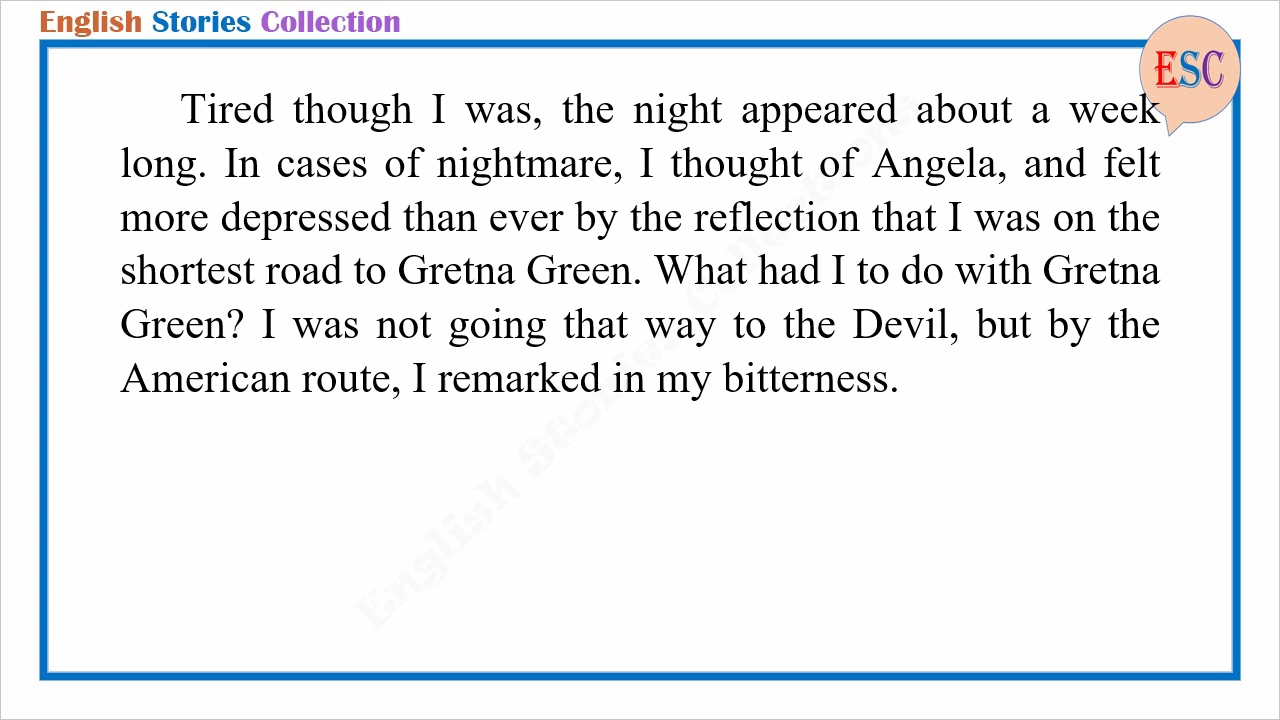 English Stories Collection
ESC
Tired though I was, the night appeared about a week
long. In cases of nightmare, I thought of Angela, and felt
more depressed than ever by the reflection that I was on the
shortest road to Gretna Green. What had I to do with Gretna
Green? I was not going that way to the Devil, but by the
American route, I remarked in my bitterness.
English Stories Collections